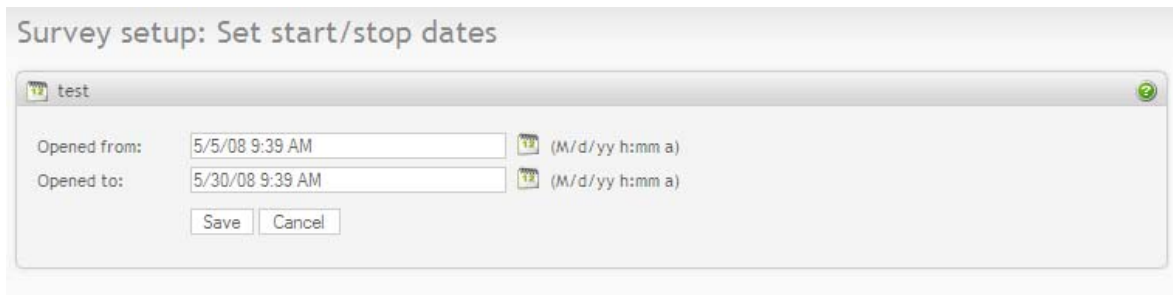 Survey setup: Set start/stop dates
test
Opened from: 5/5/08 9:39 AM (M/d/yy h:mm a)
Opened to: 5/30/08 9:39 AM (M/d/yy h:mm a)
Save Cancel